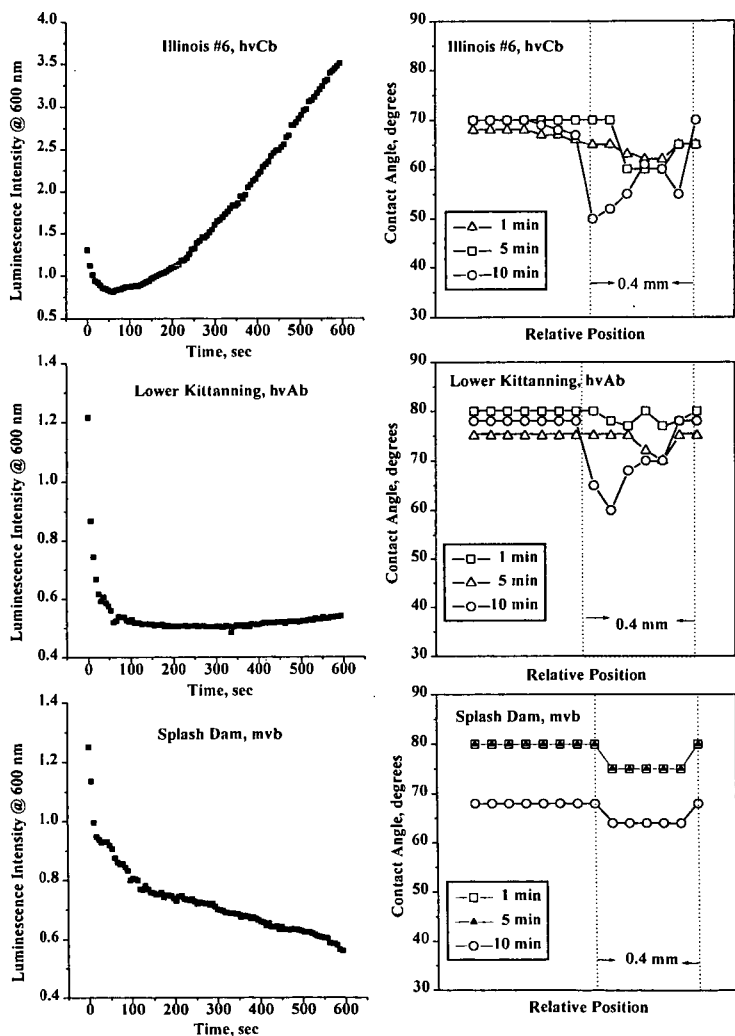 Illinois #6, hvCb
Luminescence Intensity @ 600 nm
4.0
3.5
3.0
2.5
2.0
1.5
1.0
0.5
0 100 200 300 400 500 600
Time, sec
Illinois #6, hvCb
Contact Angle, degrees
90
80
70
60
50
40
30
1 min
5 min
10 min
0.4 mm
Relative Position
Lower Kittanning, hvAb
Luminescence Intensity @ 600 nm
1.4
1.2
1.0
0.8
0.6
0.4
0 100 200 300 400 500 600
Time, sec
Lower Kittanning, hvAb
Contact Angle, degrees
90
80
70
60
50
40
30
1 min
5 min
10 min
0.4 mm
Relative Position
Splash Dam, mvb
Luminescence Intensity @ 600 nm
1.4
1.2
1.0
0.8
0.6
0.4
0 100 200 300 400 500 600
Time, sec
Splash Dam, mvb
Contact Angle, degrees
90
80
70
60
50
40
30
1 min
5 min
10 min
0.4 mm
Relative Position